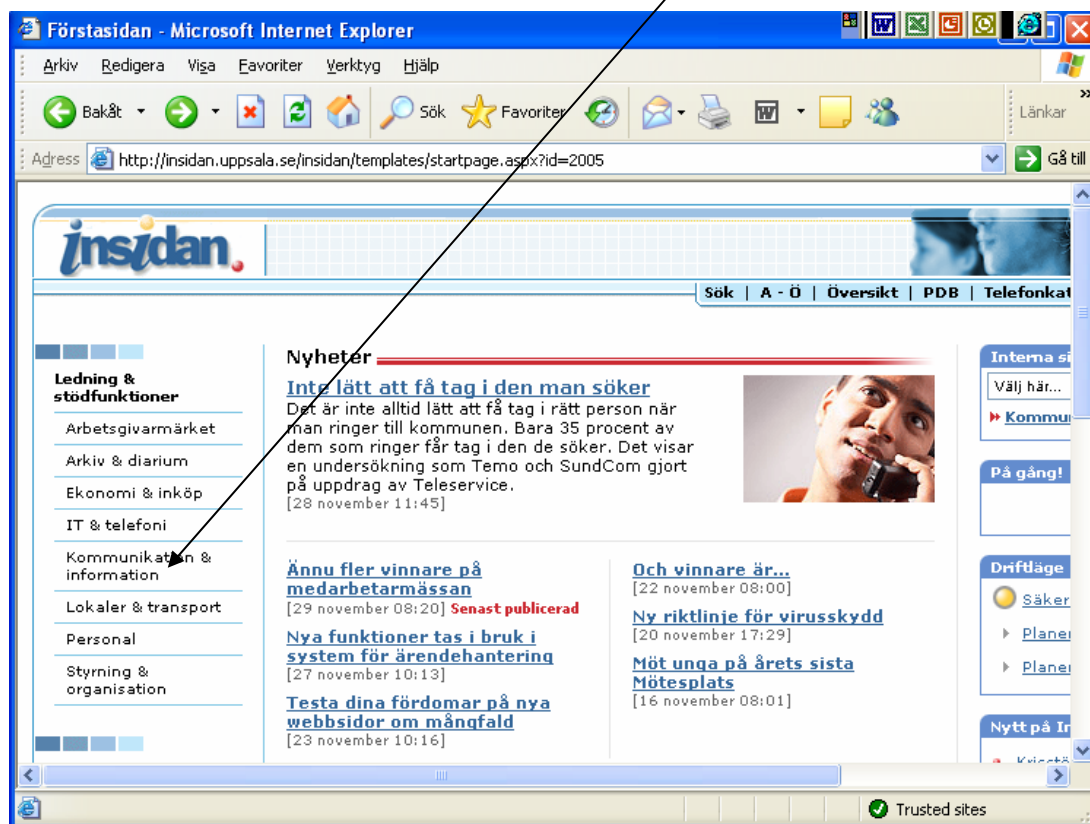 Förstasidan - Microsoft Internet Explorer
Arkiv Redigera Visa Favoriter Verktyg Hjälp
Bakåt Sök Favoriter Länkar
Adress http://insidan.uppsala.se/insidan/templates/startpage.aspx?id=2005 Gå till
insidan.
Sök | A - Ö | Översikt | PDB | Telefonkat
Ledning &
stödfunktioner
Arbetsgivarmärket
Arkiv & diarium
Ekonomi & inköp
IT & telefoni
Kommunikation &
information
Lokaler & transport
Personal
Styrning &
organisation
Nyheter
Inte lätt att få tag i den man söker
Det är inte alltid lätt att få tag i rätt person när
man ringer till kommunen. Bara 35 procent av
dem som ringer får tag i den de söker. Det visar
en undersökning som Temo och SundCom gjort
på uppdrag av Teleservice.
[28 november 11:45]
Ännu fler vinnare på
medarbetarmässan
[29 november 08:20] Senast publicerad
Nya funktioner tas i bruk i
system för ärendehantering
[27 november 10:13]
Testa dina fördomar på nya
webbsidor om mångfald
[23 november 10:16]
Och vinnare är...
[22 november 08:00]
Ny riktlinje för virusskydd
[20 november 17:29]
Möt unga på årets sista
Mötesplats
[16 november 08:01]
Interna si
Välj här...
Kommu
På gång!
Driftläge
Säker
Planer
Planer
Nytt på In
Trusted sites